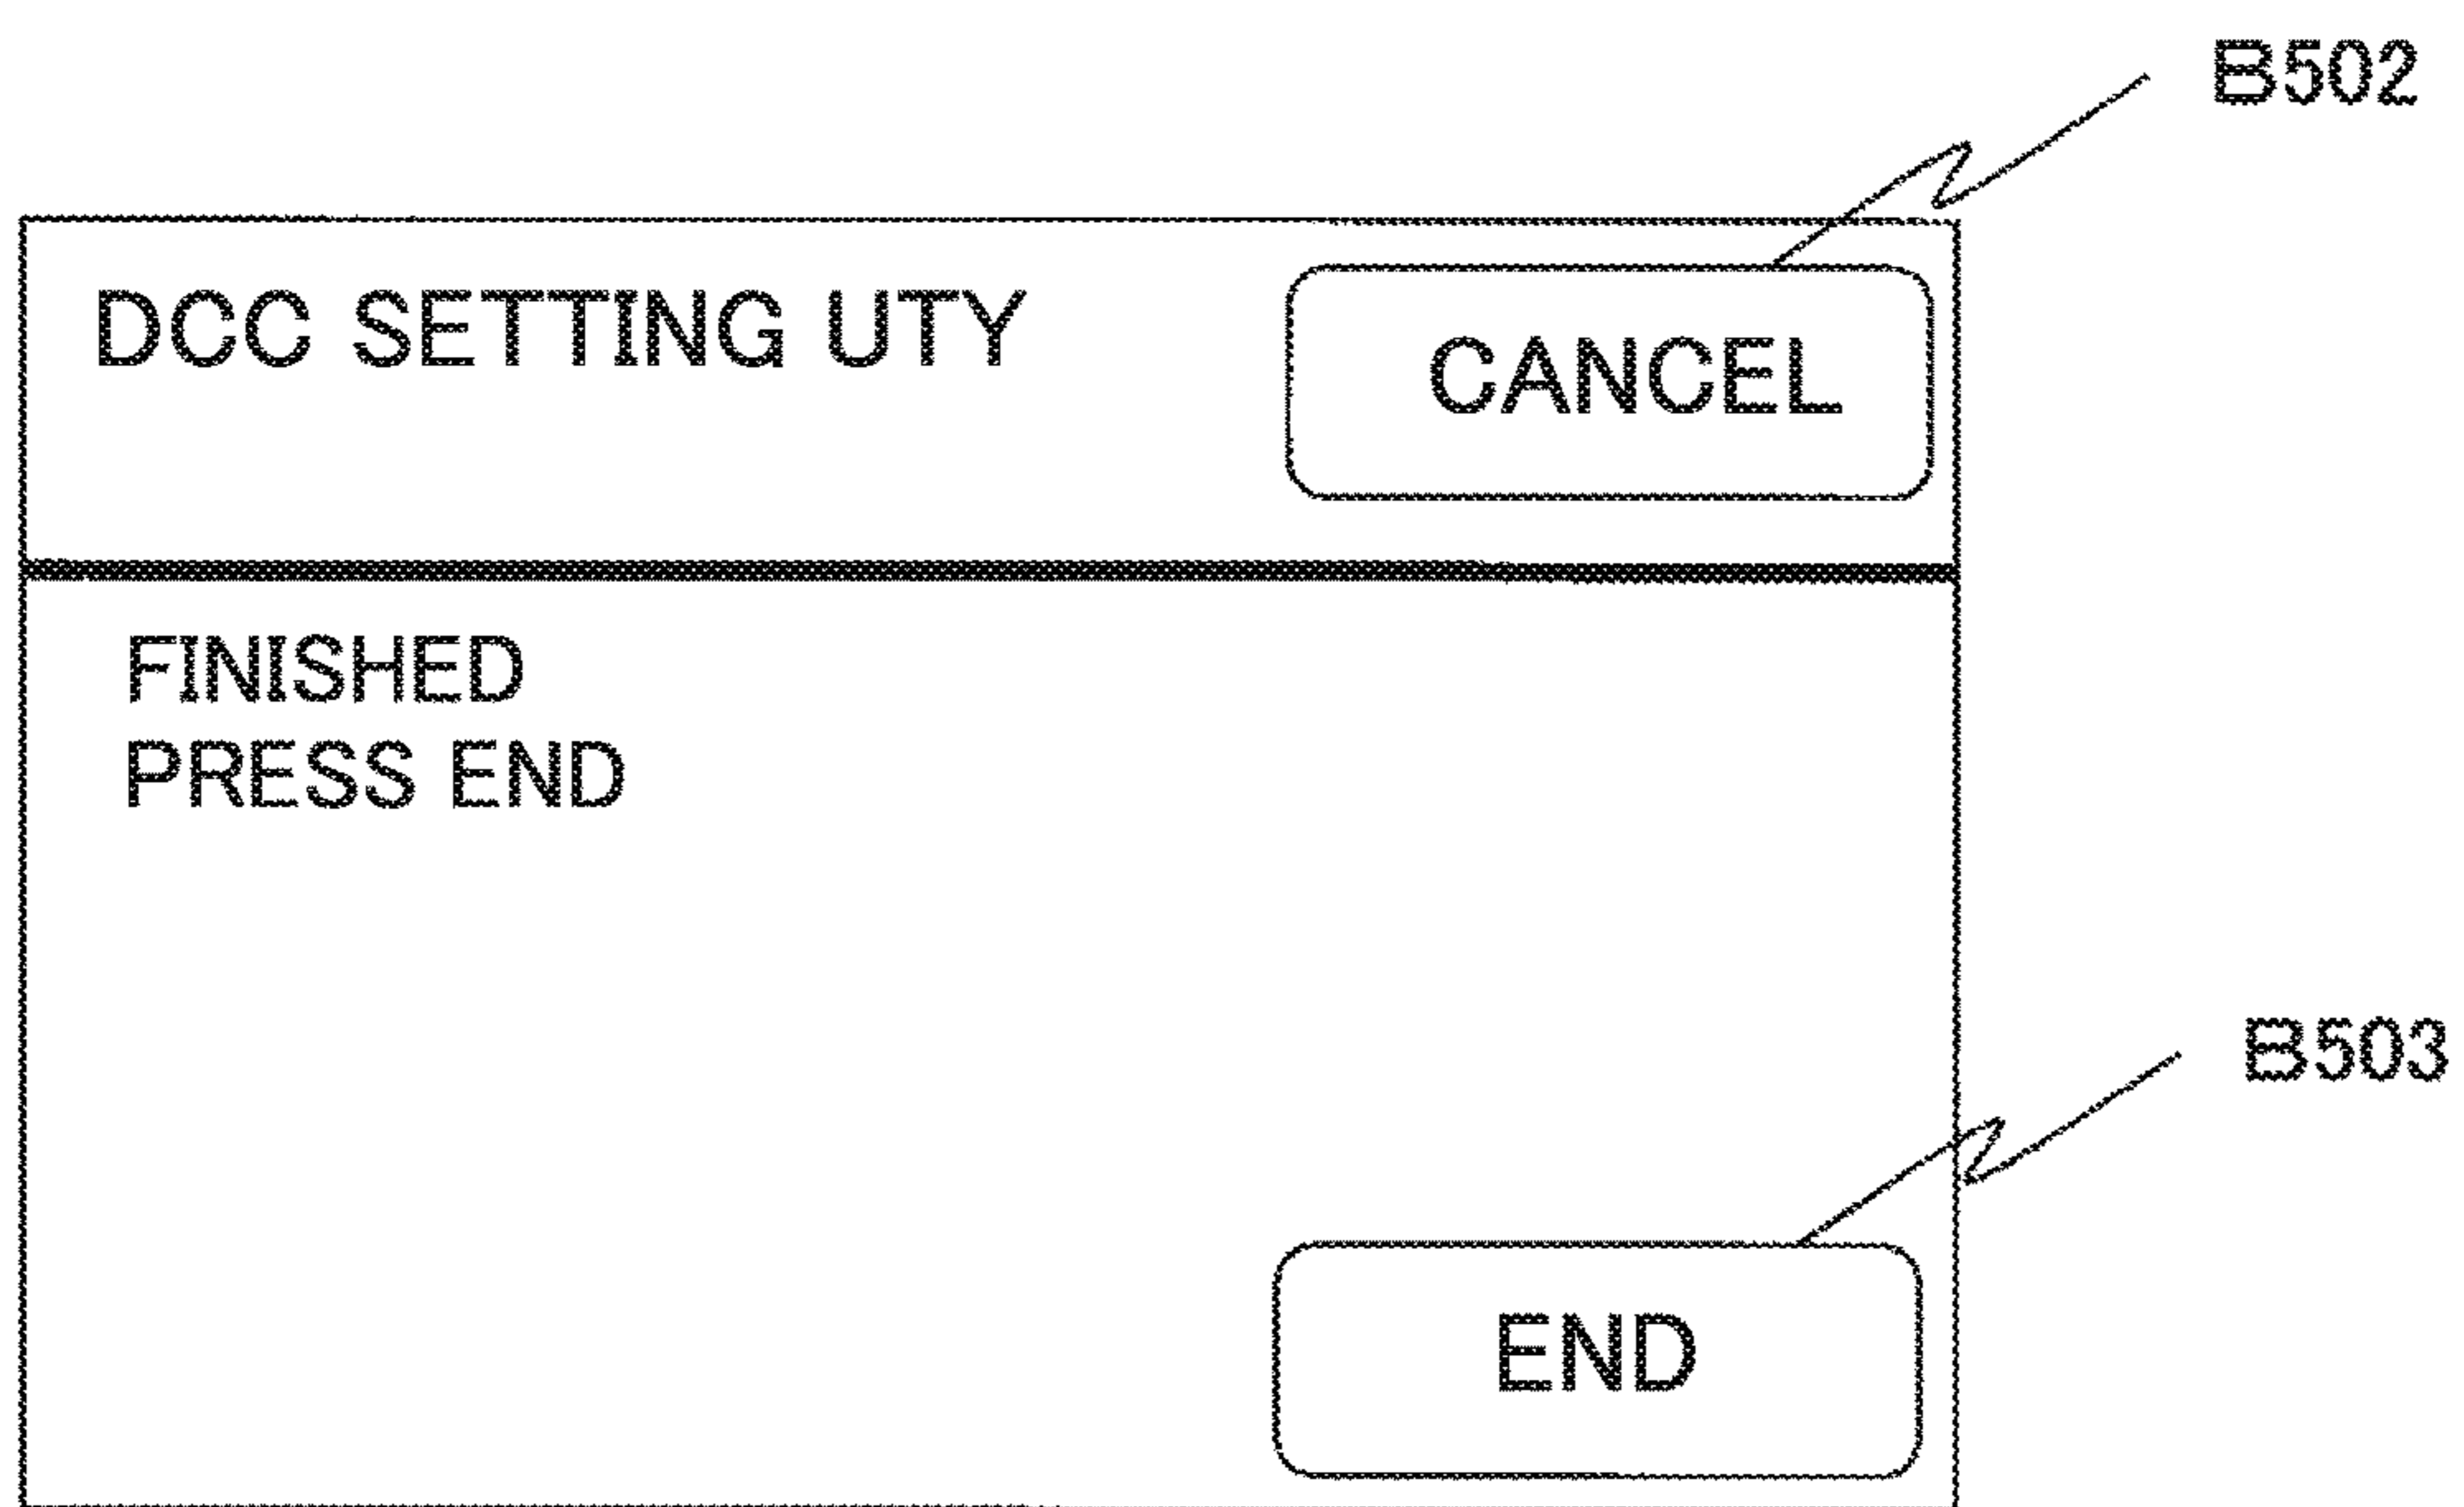 B502
DCC SETTING UTY
CANCEL
FINISHED
PRESS END
B503
END